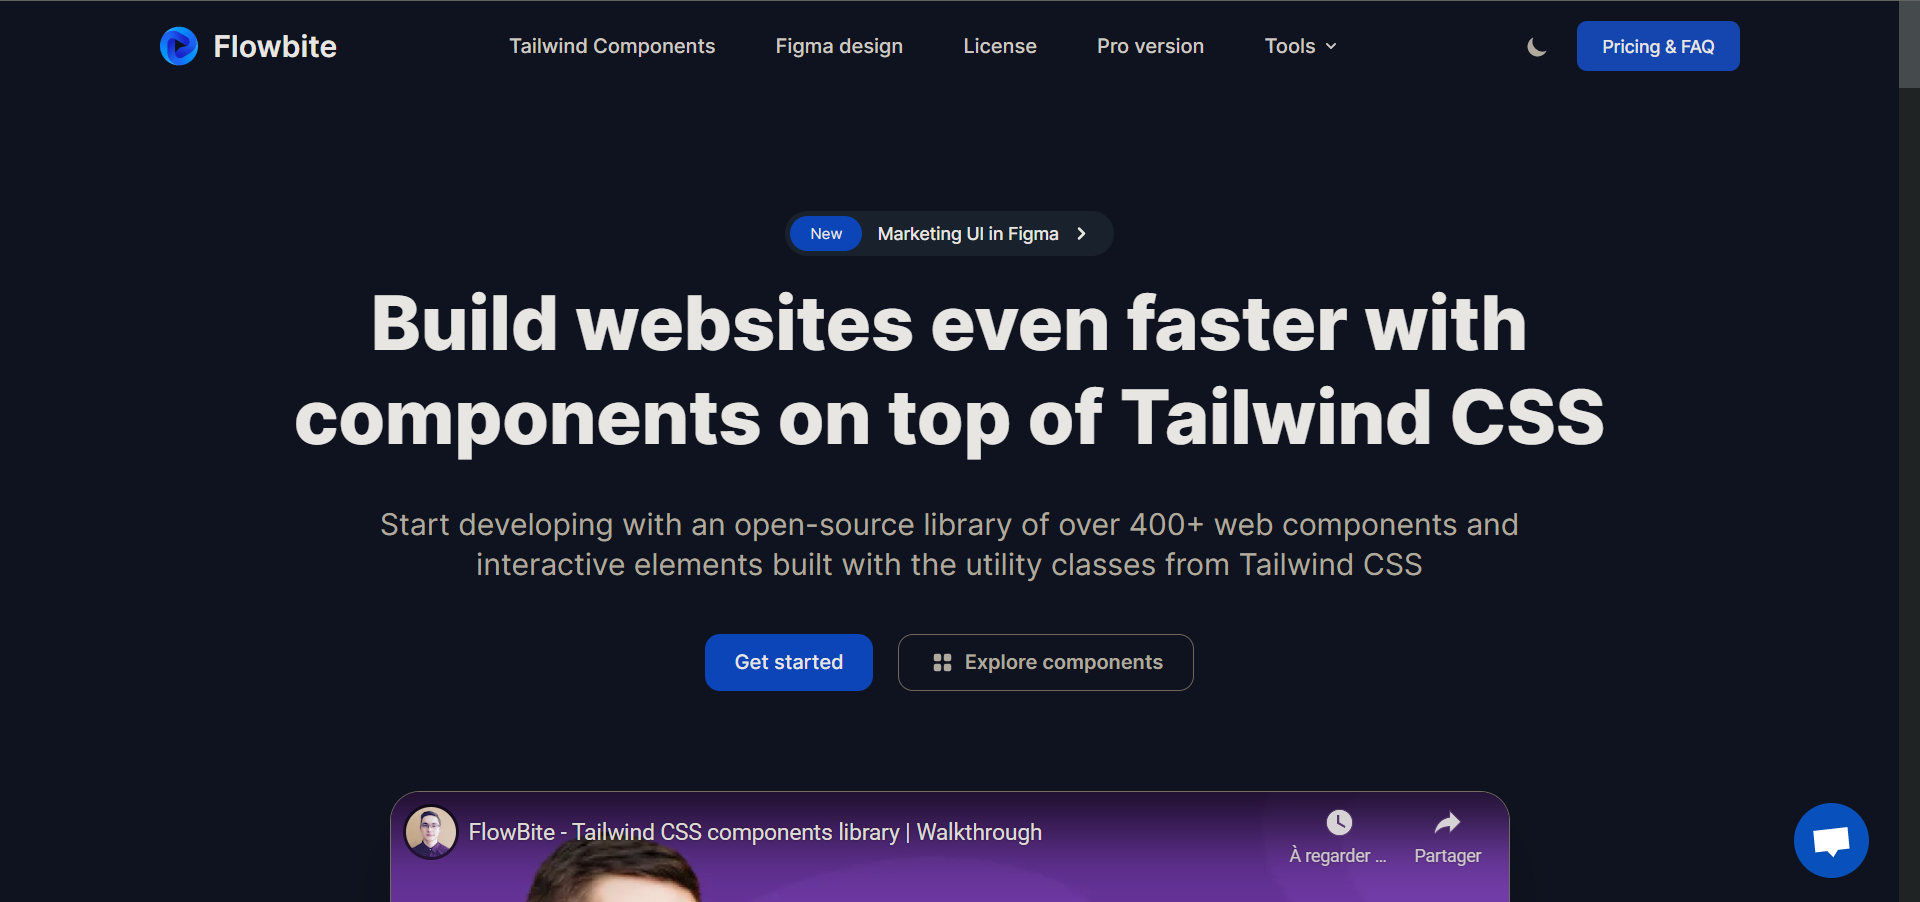 Flowbite
Tailwind Components
Figma design
License
Pro version
Tools
Pricing & FAQ
New
Marketing UI in Figma
Build websites even faster with
components on top of Tailwind CSS
Start developing with an open-source library of over 400+ web components and
interactive elements built with the utility classes from Tailwind CSS
Get started
Explore components
FlowBite - Tailwind CSS components library | Walkthrough
À regarder ...
Partager